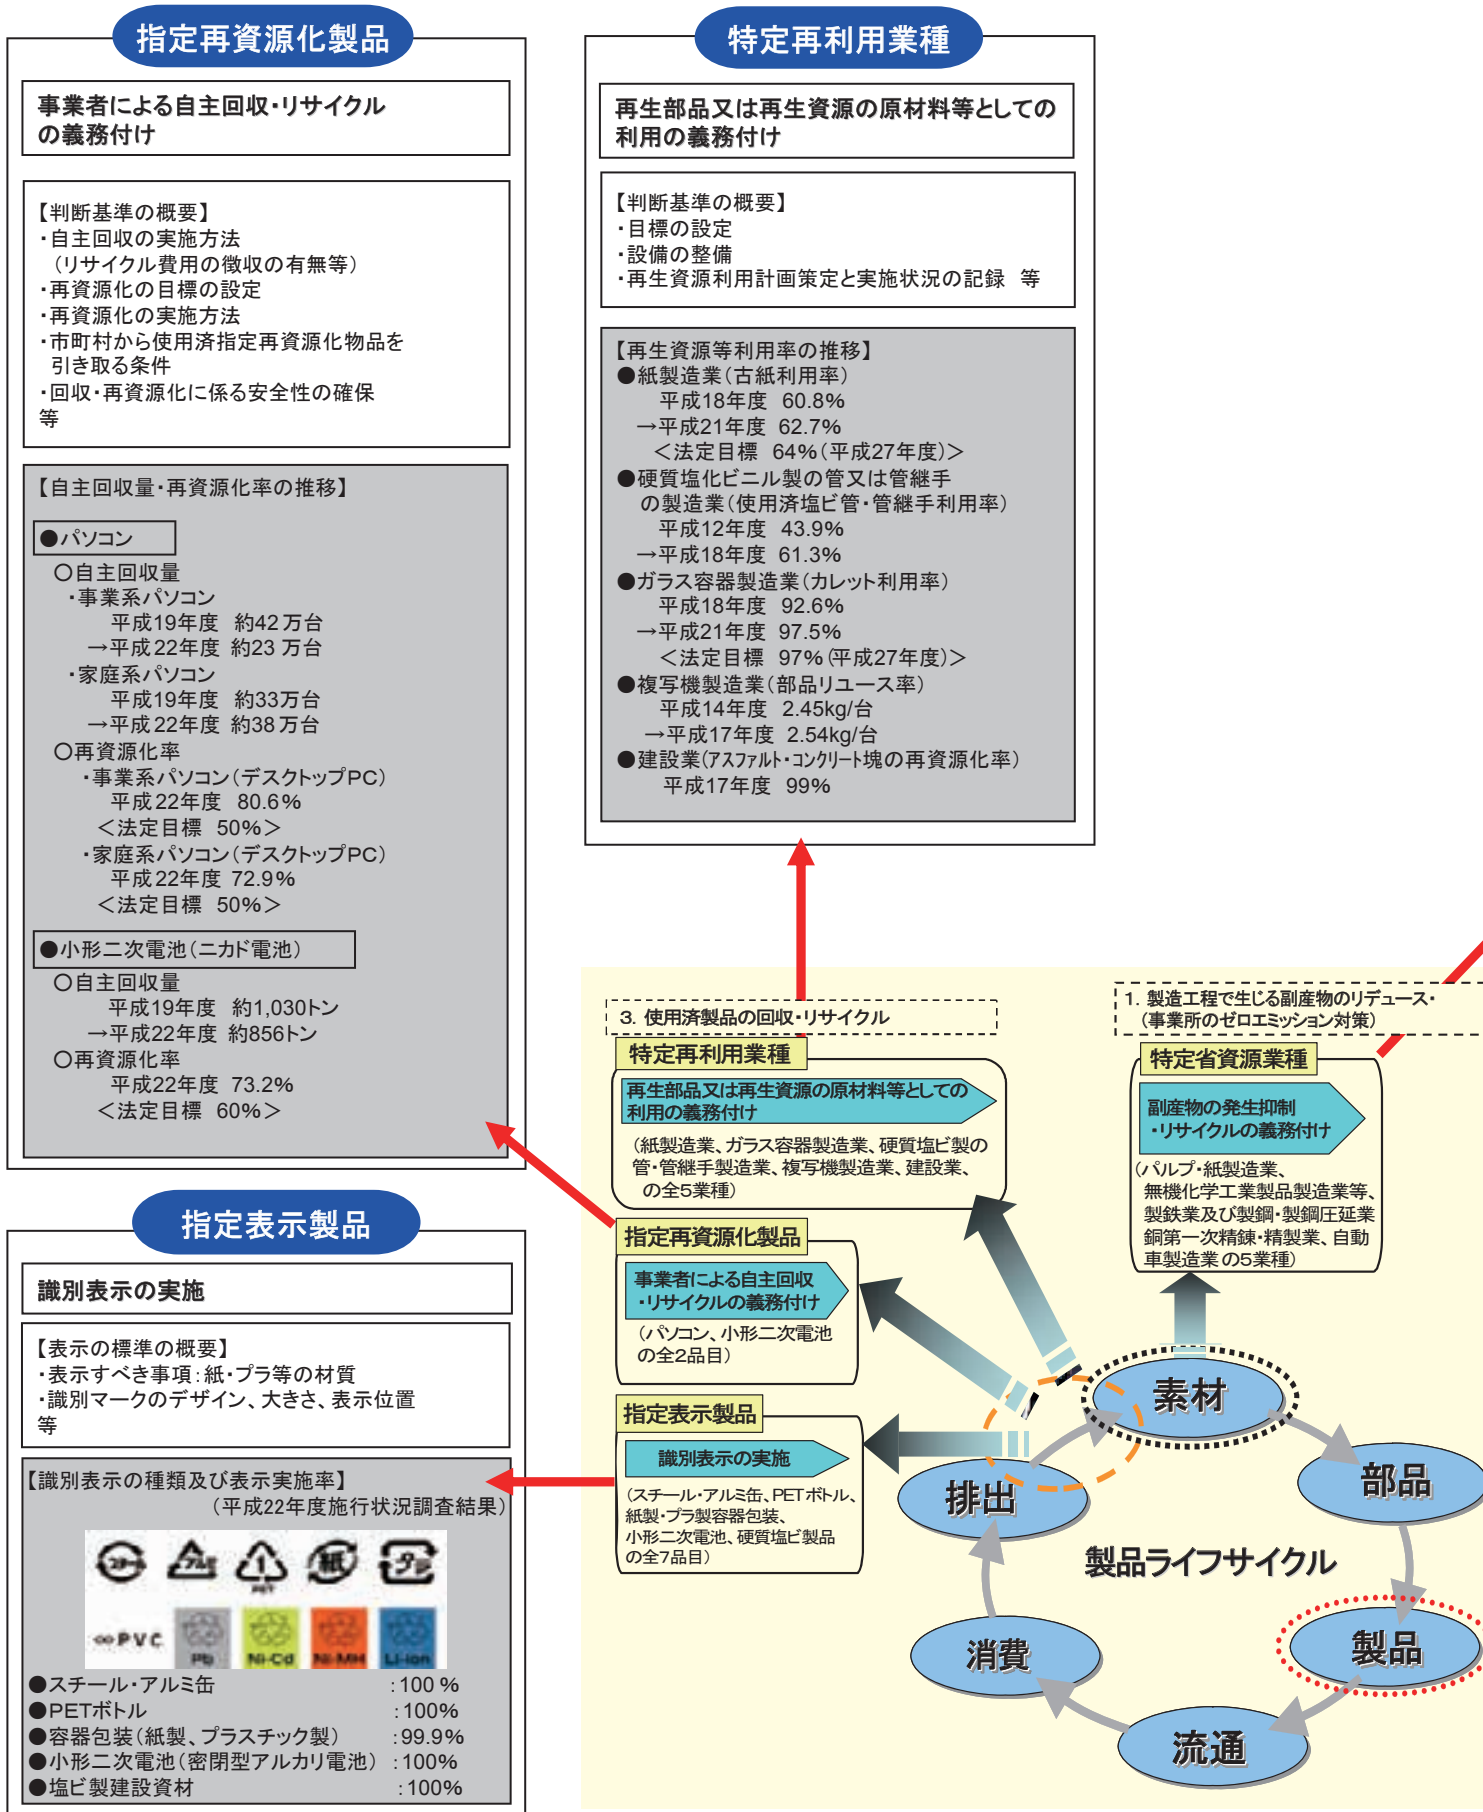 指定再資源化製品
事業者による自主回収・リサイクル
の義務付け
【判断基準の概要】
・自主回収の実施方法
（リサイクル費用の徴収の有無等）
・再資源化の目標の設定
・再資源化の実施方法
・市町村から使用済指定再資源化物品を
引き取る条件
・回収・再資源化に係る安全性の確保
等
【自主回収量・再資源化率の推移】
●パソコン
○自主回収量
・事業系パソコン
平成19年度 約42万台
→平成22年度 約23万台
・家庭系パソコン
平成19年度 約33万台
→平成22年度 約38万台
○再資源化率
・事業系パソコン（デスクトップPC）
平成22年度 80.6%
＜法定目標 50%＞
・家庭系パソコン（デスクトップPC）
平成22年度 72.9%
＜法定目標 50%＞
●小形二次電池（ニカド電池）
○自主回収量
平成19年度 約1,030トン
→平成22年度 約856トン
○再資源化率
平成22年度 73.2%
＜法定目標 60%＞
特定再利用業種
再生部品又は再生資源の原材料等としての
利用の義務付け
【判断基準の概要】
・目標の設定
・設備の整備
・再生資源利用計画策定と実施状況の記録 等
【再生資源等利用率の推移】
●紙製造業（古紙利用率）
平成18年度 60.8%
→平成21年度 62.7%
＜法定目標 64%（平成27年度）＞
●硬質塩化ビニル製の管又は管継手
の製造業（使用済塩ビ管・管継手利用率）
平成12年度 43.9%
→平成18年度 61.3%
●ガラス容器製造業（カレット利用率）
平成18年度 92.6%
→平成21年度 97.5%
＜法定目標 97%（平成27年度）＞
●複写機製造業（部品リユース率）
平成14年度 2.45kg/台
→平成17年度 2.54kg/台
●建設業（アスファルト・コンクリート塊の再資源化率）
平成17年度 99%
指定表示製品
識別表示の実施
【表示の標準の概要】
・表示すべき事項：紙・プラ等の材質
・識別マークのデザイン、大きさ、表示位置
等
【識別表示の種類及び表示実施率】
（平成22年度施行状況調査結果）
スチール
アルミ
1
PET
紙
プラ
∞PVC
Pb
Ni-Cd
Ni-MH
Li-ion
●スチール・アルミ缶 ：100%
●PETボトル ：100%
●容器包装（紙製、プラスチック製） ：99.9%
●小形二次電池（密閉型アルカリ電池） ：100%
●塩ビ製建設資材 ：100%
3. 使用済製品の回収・リサイクル
特定再利用業種
再生部品又は再生資源の原材料等としての
利用の義務付け
（紙製造業、ガラス容器製造業、硬質塩ビ製の
管・管継手製造業、複写機製造業、建設業、
の全5業種）
指定再資源化製品
事業者による自主回収
・リサイクルの義務付け
（パソコン、小形二次電池
の全2品目）
指定表示製品
識別表示の実施
（スチール・アルミ缶、PETボトル、
紙製・プラ製容器包装、
小形二次電池、硬質塩ビ製品
の全7品目）
1. 製造工程で生じる副産物のリデュース・
（事業所のゼロエミッション対策）
特定省資源業種
副産物の発生抑制
・リサイクルの義務付け
（パルプ・紙製造業、
無機化学工業製品製造業等、
製鉄業及び製鋼・製鋼圧延業
銅第一次精錬・精製業、自動
車製造業の5業種）
素材
部品
製品
流通
消費
排出
製品ライフサイクル